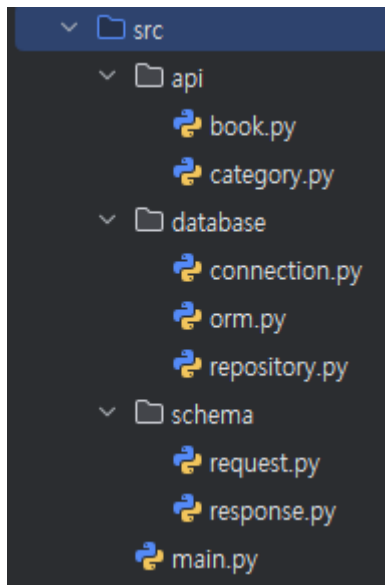 src
api
book.py
category.py
database
connection.py
orm.py
repository.py
schema
request.py
response.py
main.py